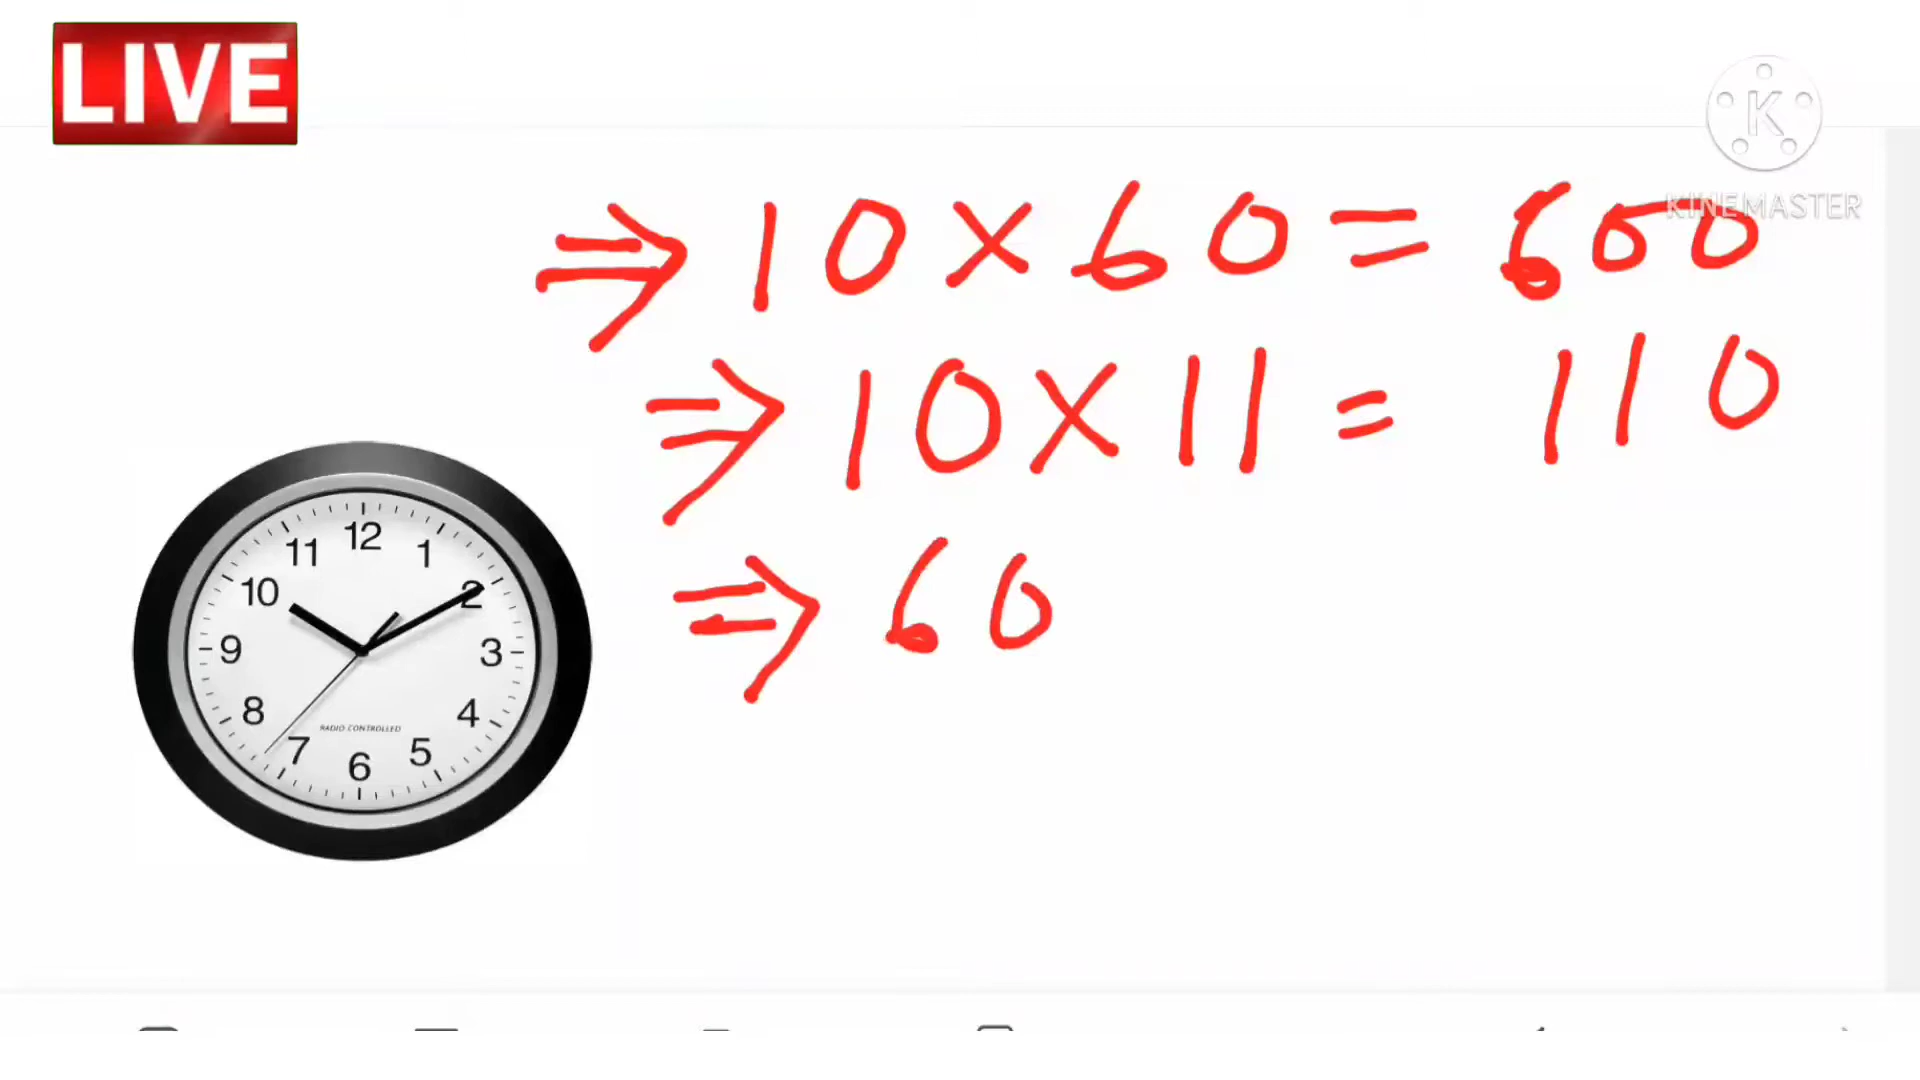 LIVE
K
KINEMASTER
⇒ 10 × 60 = 600
⇒ 10 × 11 = 110
⇒ 60
12
11 1
10 2
9 3
8 4
RADIO CONTROLLED
7 5
6